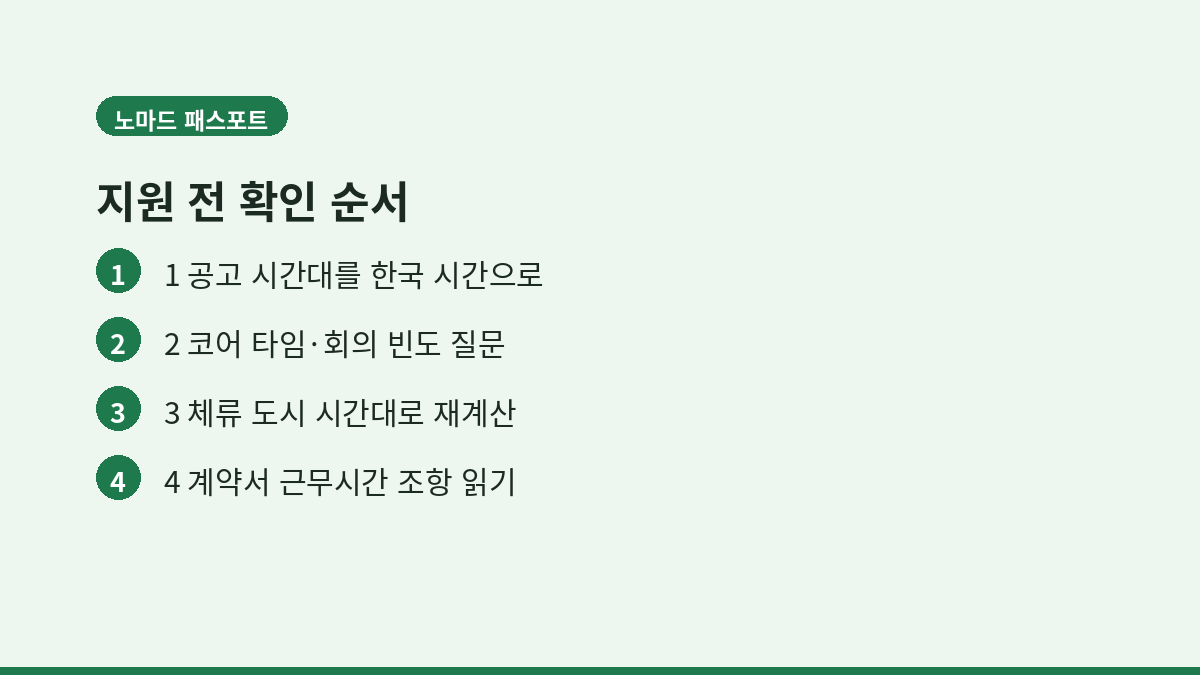 노마드 패스포트
지원 전 확인 순서
1 1 공고 시간대를 한국 시간으로
2 2 코어 타임·회의 빈도 질문
3 3 체류 도시 시간대로 재계산
4 4 계약서 근무시간 조항 읽기